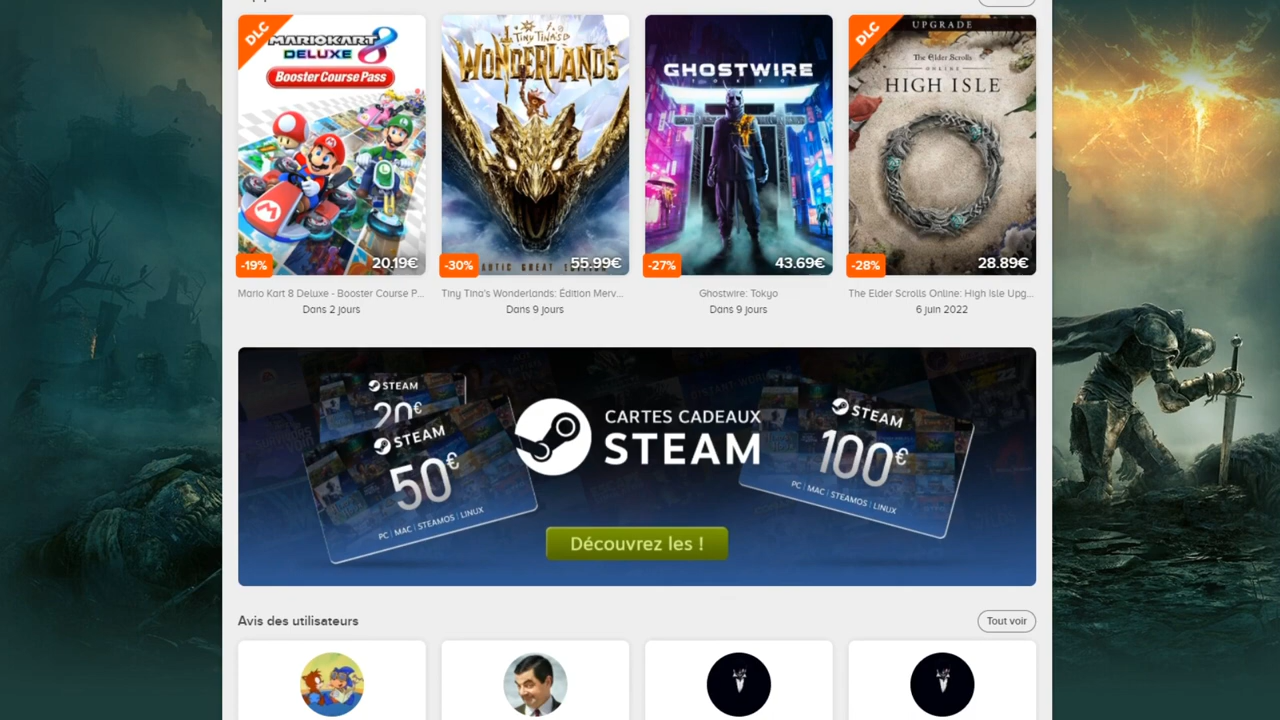 DLC
MARIOKART 8
DELUXE
Booster Course Pass
-19%
20.19€
Mario Kart 8 Deluxe - Booster Course P...
Dans 2 jours
TINY TINA'S
WONDERLANDS
-30%
55.99€
Tiny Tina's Wonderlands: Édition Merv...
Dans 9 jours
GHOSTWIRE
TOKYO
-27%
43.69€
Ghostwire: Tokyo
Dans 9 jours
DLC
UPGRADE
The Elder Scrolls
ONLINE
HIGH ISLE
-28%
28.89€
The Elder Scrolls Online: High Isle Upg...
6 juin 2022
STEAM
20€
STEAM
50€
PC | MAC | STEAMOS | LINUX
CARTES CADEAUX
STEAM
Découvrez les !
STEAM
100€
PC | MAC | STEAMOS | LINUX
Avis des utilisateurs
Tout voir